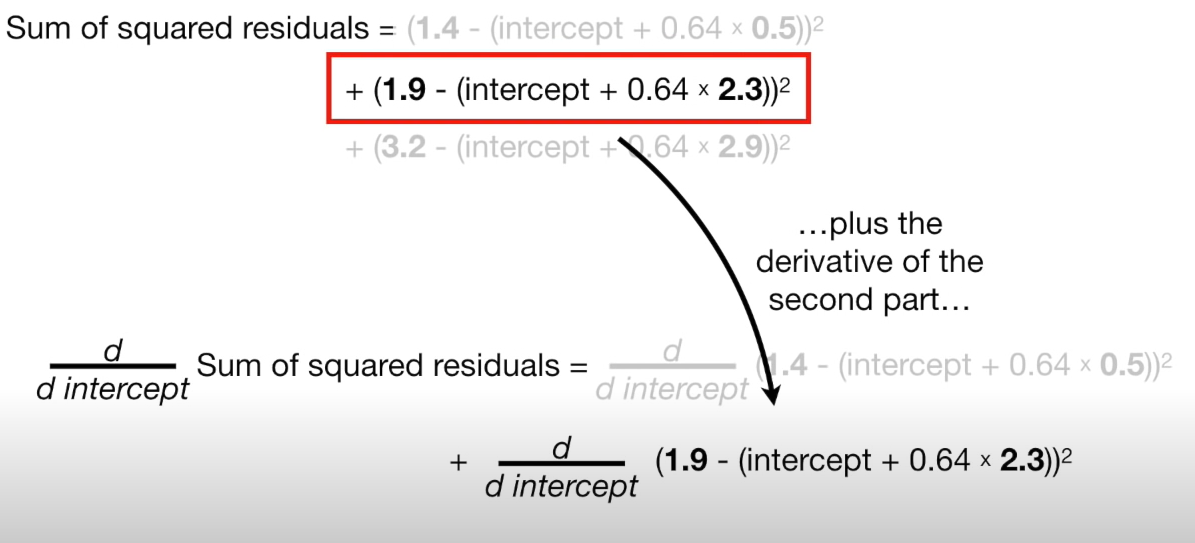 Sum of squared residuals = (1.4 - (intercept + 0.64 × 0.5))²
+ (1.9 - (intercept + 0.64 × 2.3))²
+ (3.2 - (intercept + 0.64 × 2.9))²
…plus the
derivative of the
second part…
d
d intercept
Sum of squared residuals =
d
d intercept
(1.4 - (intercept + 0.64 × 0.5))²
+
d
d intercept
(1.9 - (intercept + 0.64 × 2.3))²